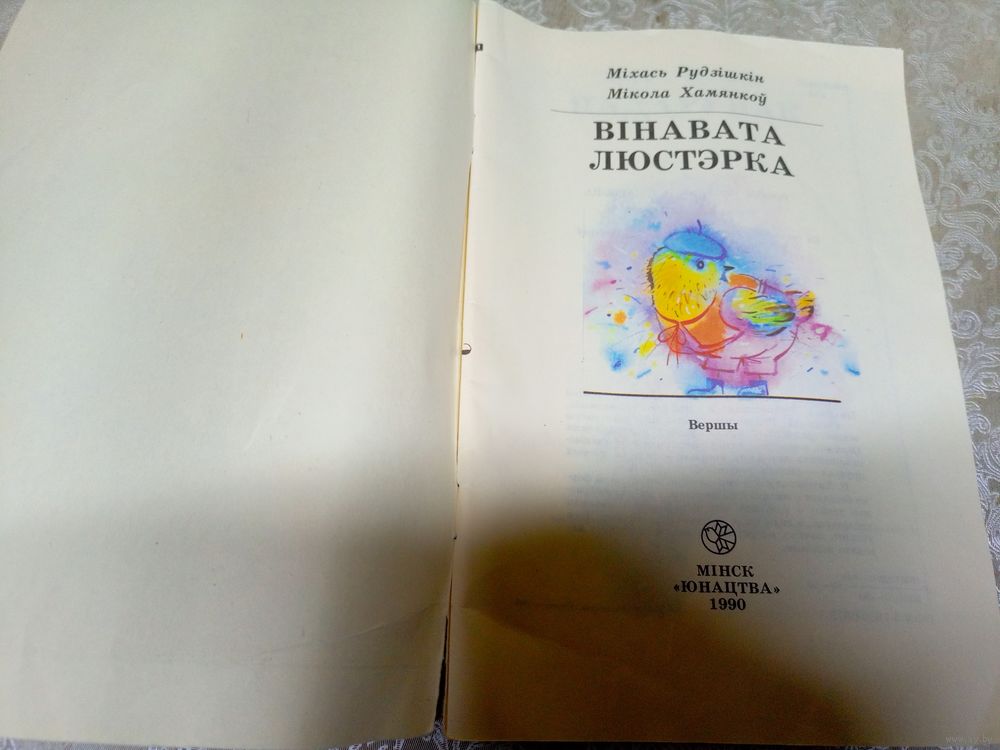 Міхась Рудзішкін
Мікола Хамянкоў
ВІНАВАТА
ЛЮСТЭРКА
Вершы
МІНСК
«ЮНАЦТВА»
1990